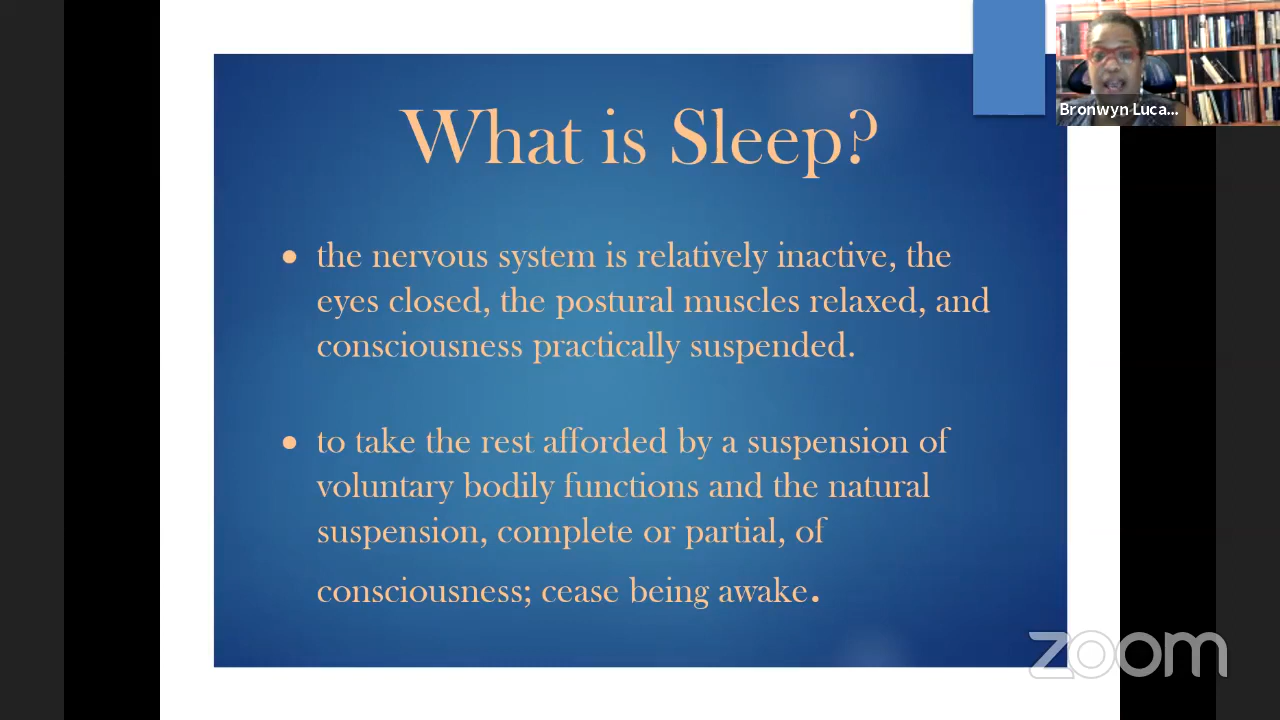 Bronwyn Luca...
What is Sleep?
• the nervous system is relatively inactive, the
eyes closed, the postural muscles relaxed, and
consciousness practically suspended.
• to take the rest afforded by a suspension of
voluntary bodily functions and the natural
suspension, complete or partial, of
consciousness; cease being awake.
zoom